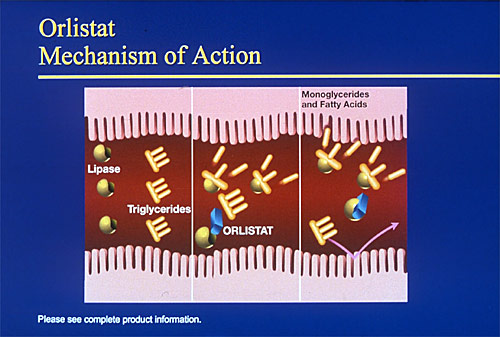 Orlistat
Mechanism of Action
Monoglycerides
and Fatty Acids
Lipase
Triglycerides
ORLISTAT
Please see complete product information.